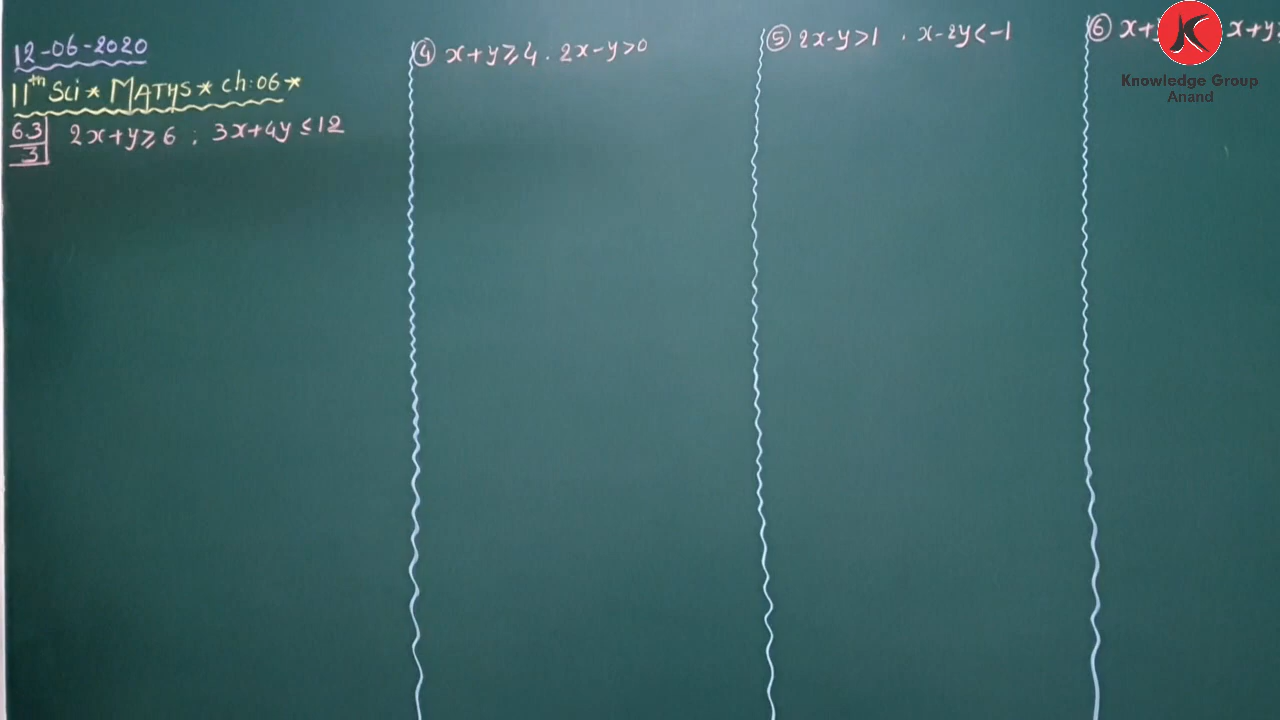 12-06-2020
11th Sci * MATHS * Ch:06 *
6.3
3
2x+y≥6 ; 3x+4y≤12
④ x+y≥4 . 2x-y>0
⑤ 2x-y>1 , x-2y<-1
⑥ x+y x+y≥
Knowledge Group
Anand